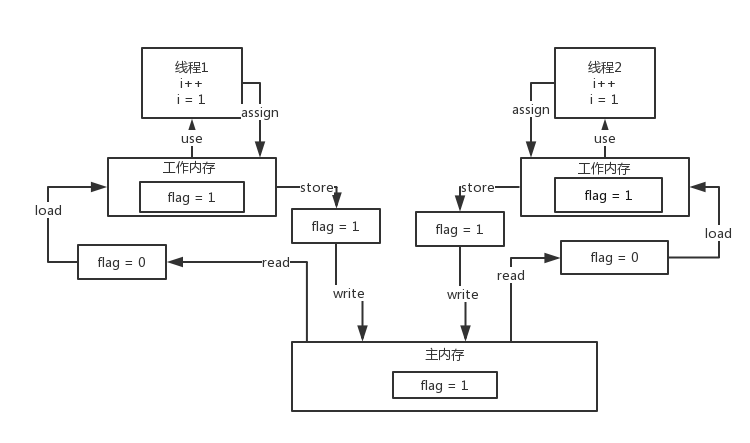 线程1
i++
i = 1
线程2
i++
i = 1
assign
assign
use
use
工作内存
flag = 1
工作内存
flag = 1
store
store
load
flag = 1
flag = 1
load
flag = 0
read
read
flag = 0
write
write
主内存
flag = 1